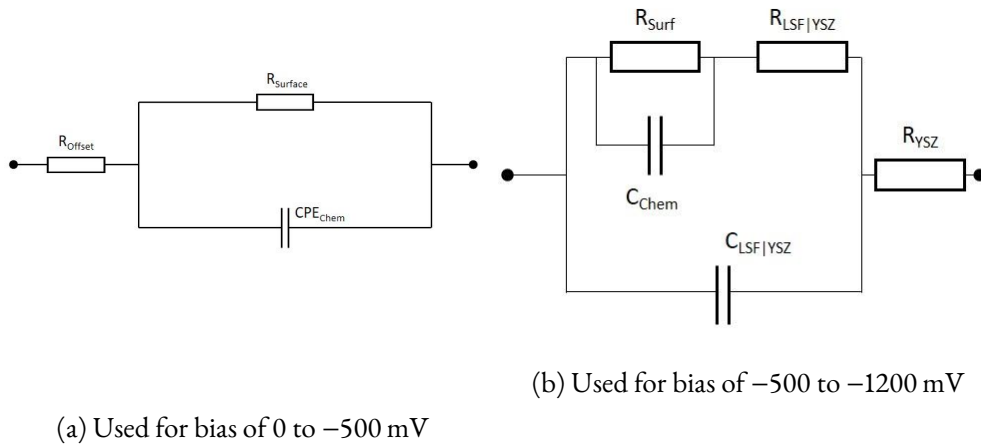 R_Surface
R_Offset
CPE_Chem
(a) Used for bias of 0 to −500 mV
R_Surf
R_LSF|YSZ
C_Chem
R_YSZ
C_LSF|YSZ
(b) Used for bias of −500 to −1200 mV